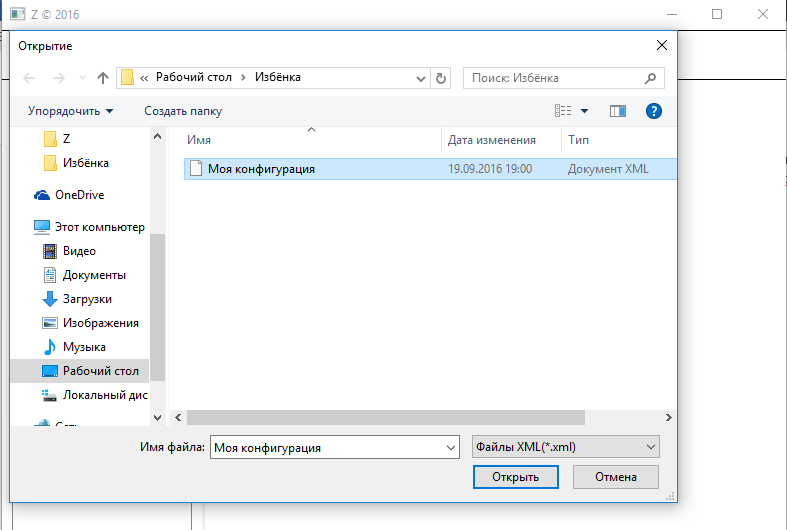 Z © 2016
Открытие
« Рабочий стол › Избёнка
Поиск: Избёнка
Упорядочить
Создать папку
?
Имя
Дата изменения
Тип
Z
Избёнка
OneDrive
Этот компьютер
Видео
Документы
Загрузки
Изображения
Музыка
Рабочий стол
Локальный дис
Моя конфигурация
19.09.2016 19:00
Документ XML
Имя файла:
Моя конфигурация
Файлы XML(*.xml)
Открыть
Отмена